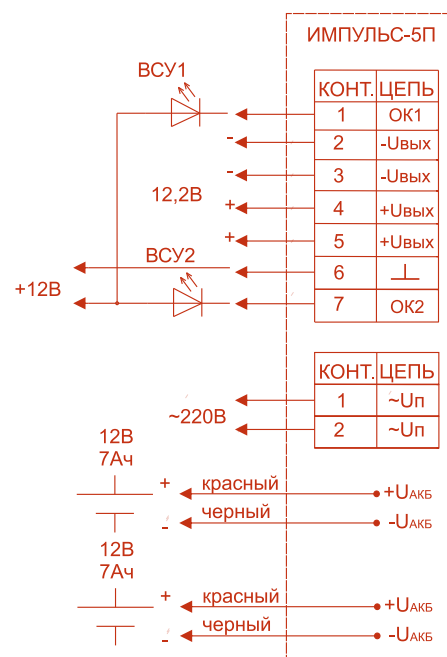 ИМПУЛЬС-5П
ВСУ1
КОНТ. ЦЕПЬ
1 ОК1
- 2 -Uвых
- 3 -Uвых
12,2В
+ 4 +Uвых
+ 5 +Uвых
ВСУ2
6 ⊥
+12В
7 ОК2
КОНТ. ЦЕПЬ
1 ~Uп
~220В
2 ~Uп
12В
7Ач
+ красный +UАКБ
- черный -UАКБ
12В
7Ач
+ красный +UАКБ
- черный -UАКБ